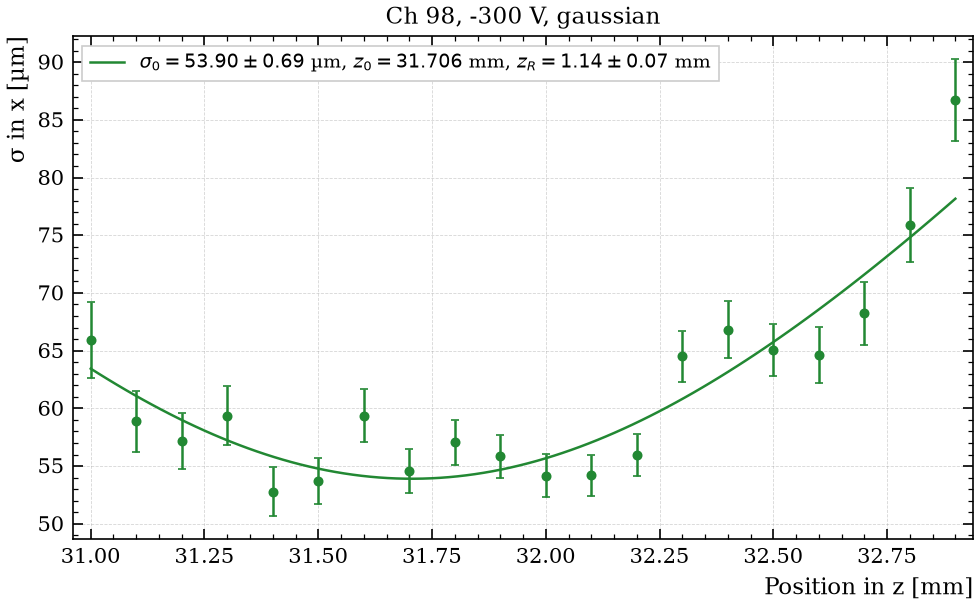 Ch 98, -300 V, gaussian
σ₀ = 53.90 ± 0.69 µm, z₀ = 31.706 mm, z_R = 1.14 ± 0.07 mm
σ in x [µm]
90
85
80
75
70
65
60
55
50
31.00 31.25 31.50 31.75 32.00 32.25 32.50 32.75
Position in z [mm]